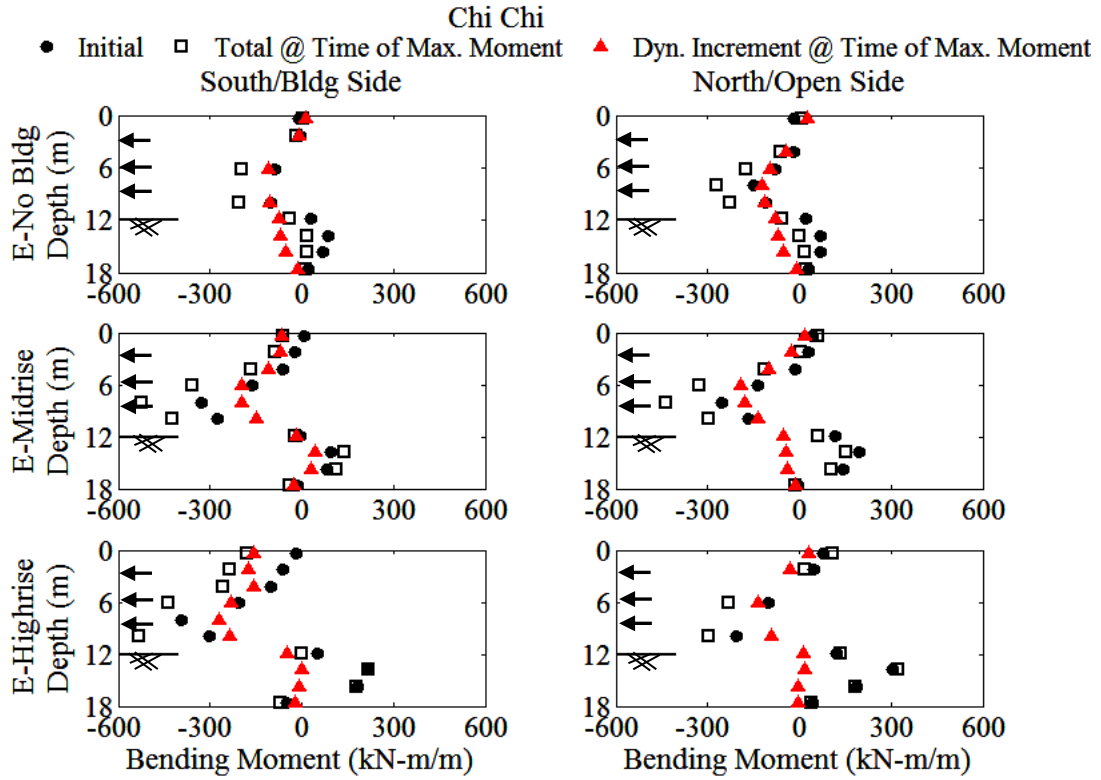 Chi Chi
Initial Total @ Time of Max. Moment Dyn. Increment @ Time of Max. Moment
South/Bldg Side North/Open Side
E-No Bldg
Depth (m)
0
6
12
18
-600 -300 0 300 600
0
6
12
18
-600 -300 0 300 600
E-Midrise
Depth (m)
0
6
12
18
-600 -300 0 300 600
0
6
12
18
-600 -300 0 300 600
E-Highrise
Depth (m)
0
6
12
18
-600 -300 0 300 600
Bending Moment (kN-m/m)
0
6
12
18
-600 -300 0 300 600
Bending Moment (kN-m/m)